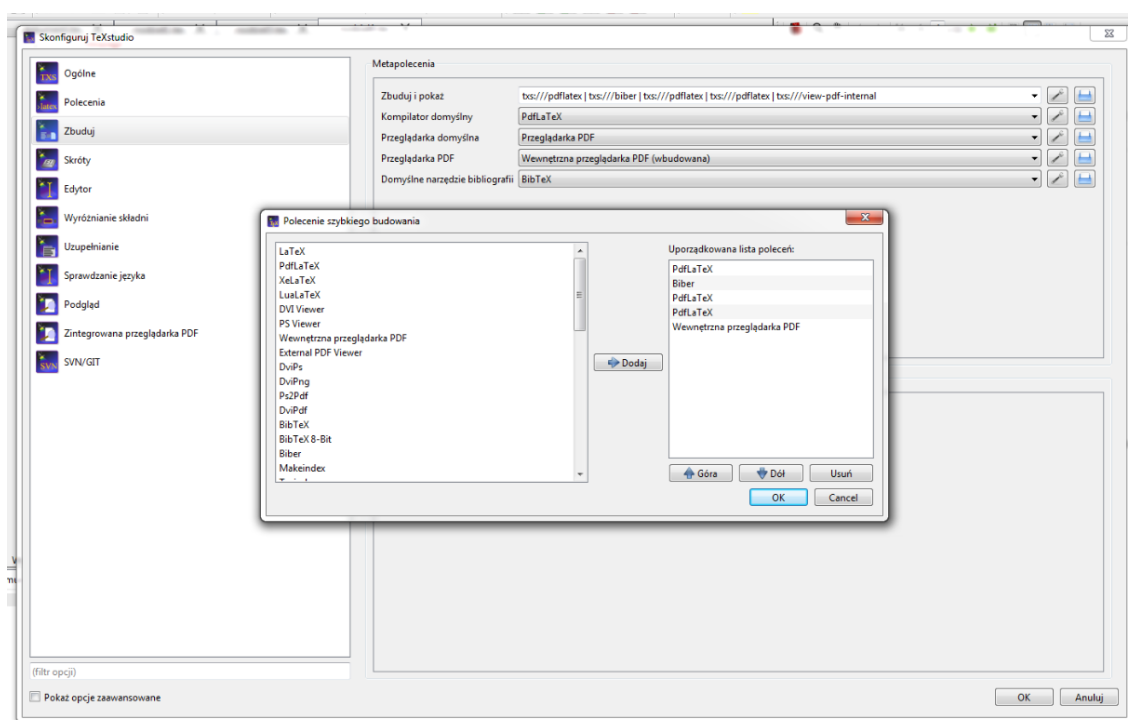 Skonfiguruj TeXstudio
TXS Ogólne
latex Polecenia
Zbuduj
Skróty
Edytor
Wyróżnianie składni
Uzupełnianie
Sprawdzanie języka
Podgląd
Zintegrowana przeglądarka PDF
SVN SVN/GIT
(filtr opcji)
Pokaż opcje zaawansowane
Metapolecenia
Zbuduj i pokaż txs:///pdflatex | txs:///biber | txs:///pdflatex | txs:///pdflatex | txs:///view-pdf-internal
Kompilator domyślny PdfLaTeX
Przeglądarka domyślna Przeglądarka PDF
Przeglądarka PDF Wewnętrzna przeglądarka PDF (wbudowana)
Domyślne narzędzie bibliografii BibTeX
Polecenie szybkiego budowania
LaTeX
PdfLaTeX
XeLaTeX
LuaLaTeX
DVI Viewer
PS Viewer
Wewnętrzna przeglądarka PDF
External PDF Viewer
DviPs
DviPng
Ps2Pdf
DviPdf
BibTeX
BibTeX 8-Bit
Biber
Makeindex
Dodaj
Uporządkowana lista poleceń:
PdfLaTeX
Biber
PdfLaTeX
PdfLaTeX
Wewnętrzna przeglądarka PDF
Góra Dół Usuń
OK Cancel
OK Anuluj